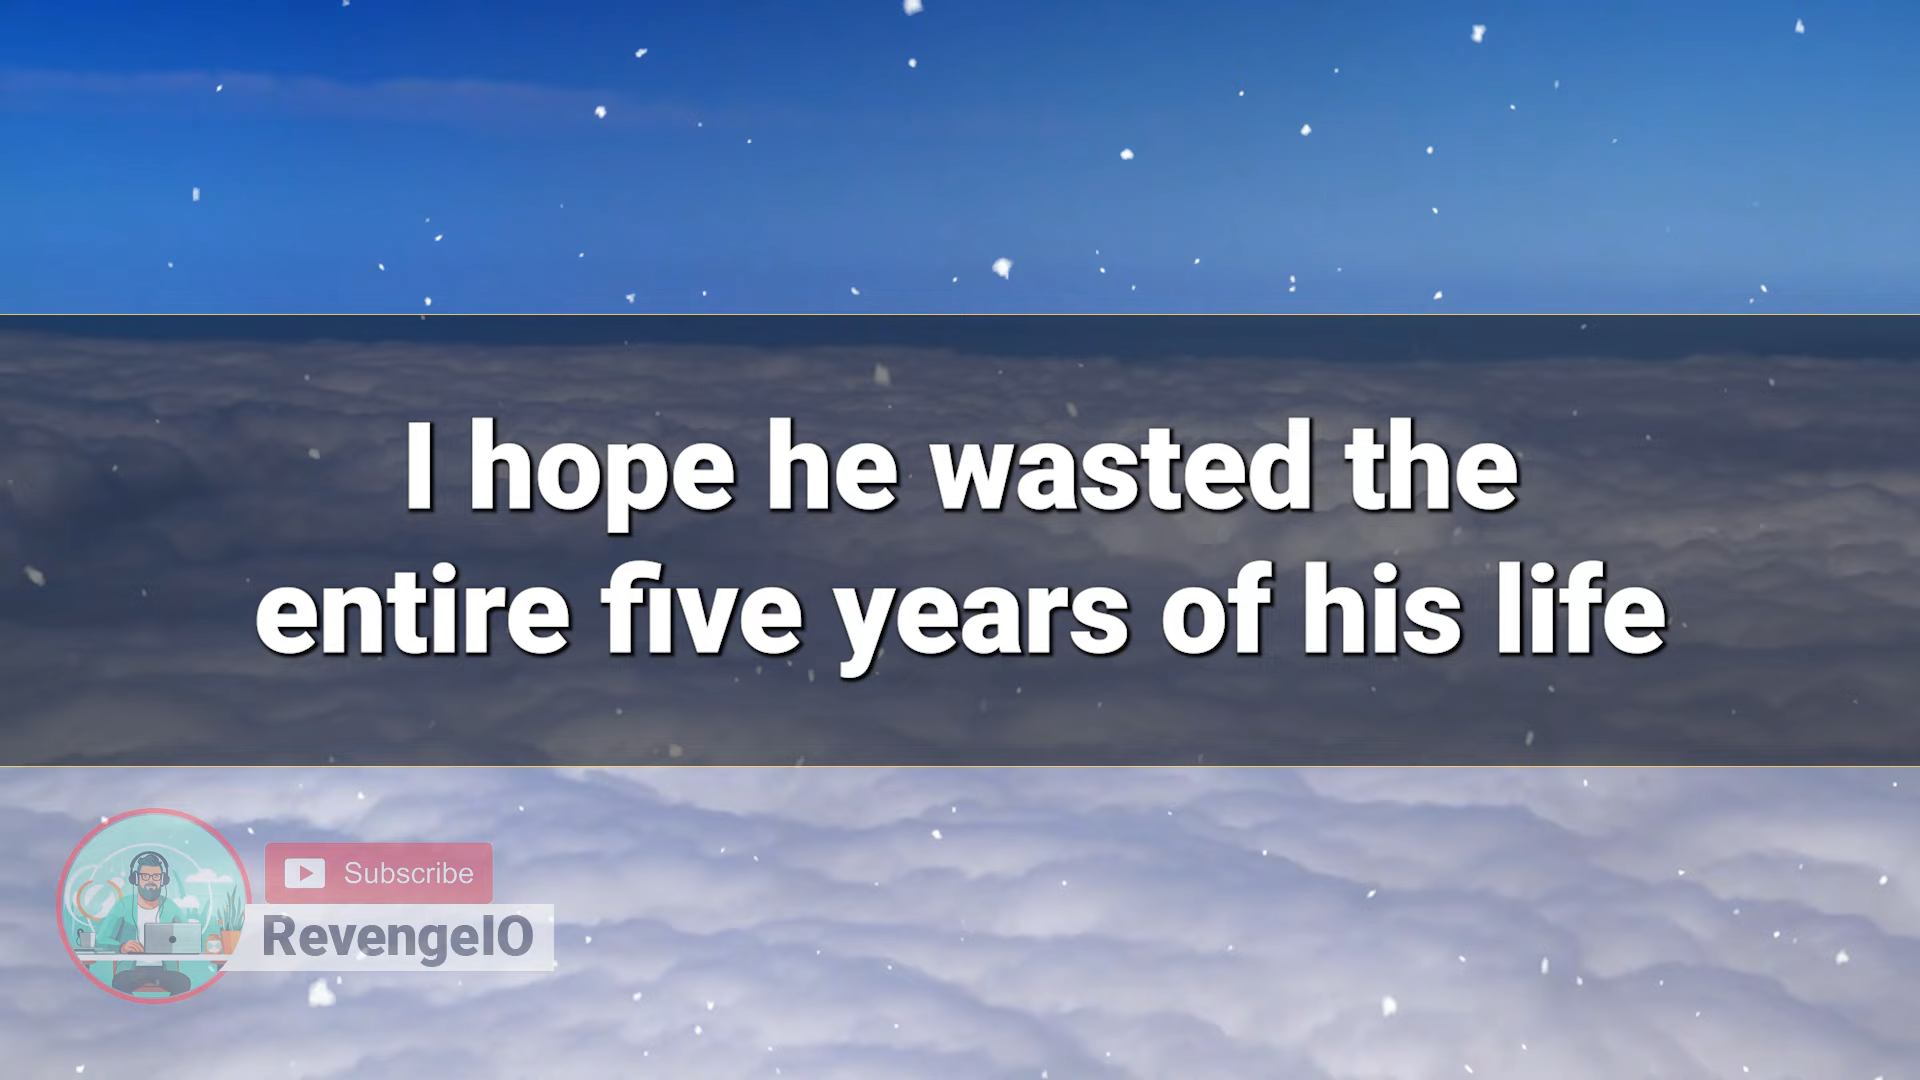 I hope he wasted the
entire five years of his life
Subscribe
RevengeIO